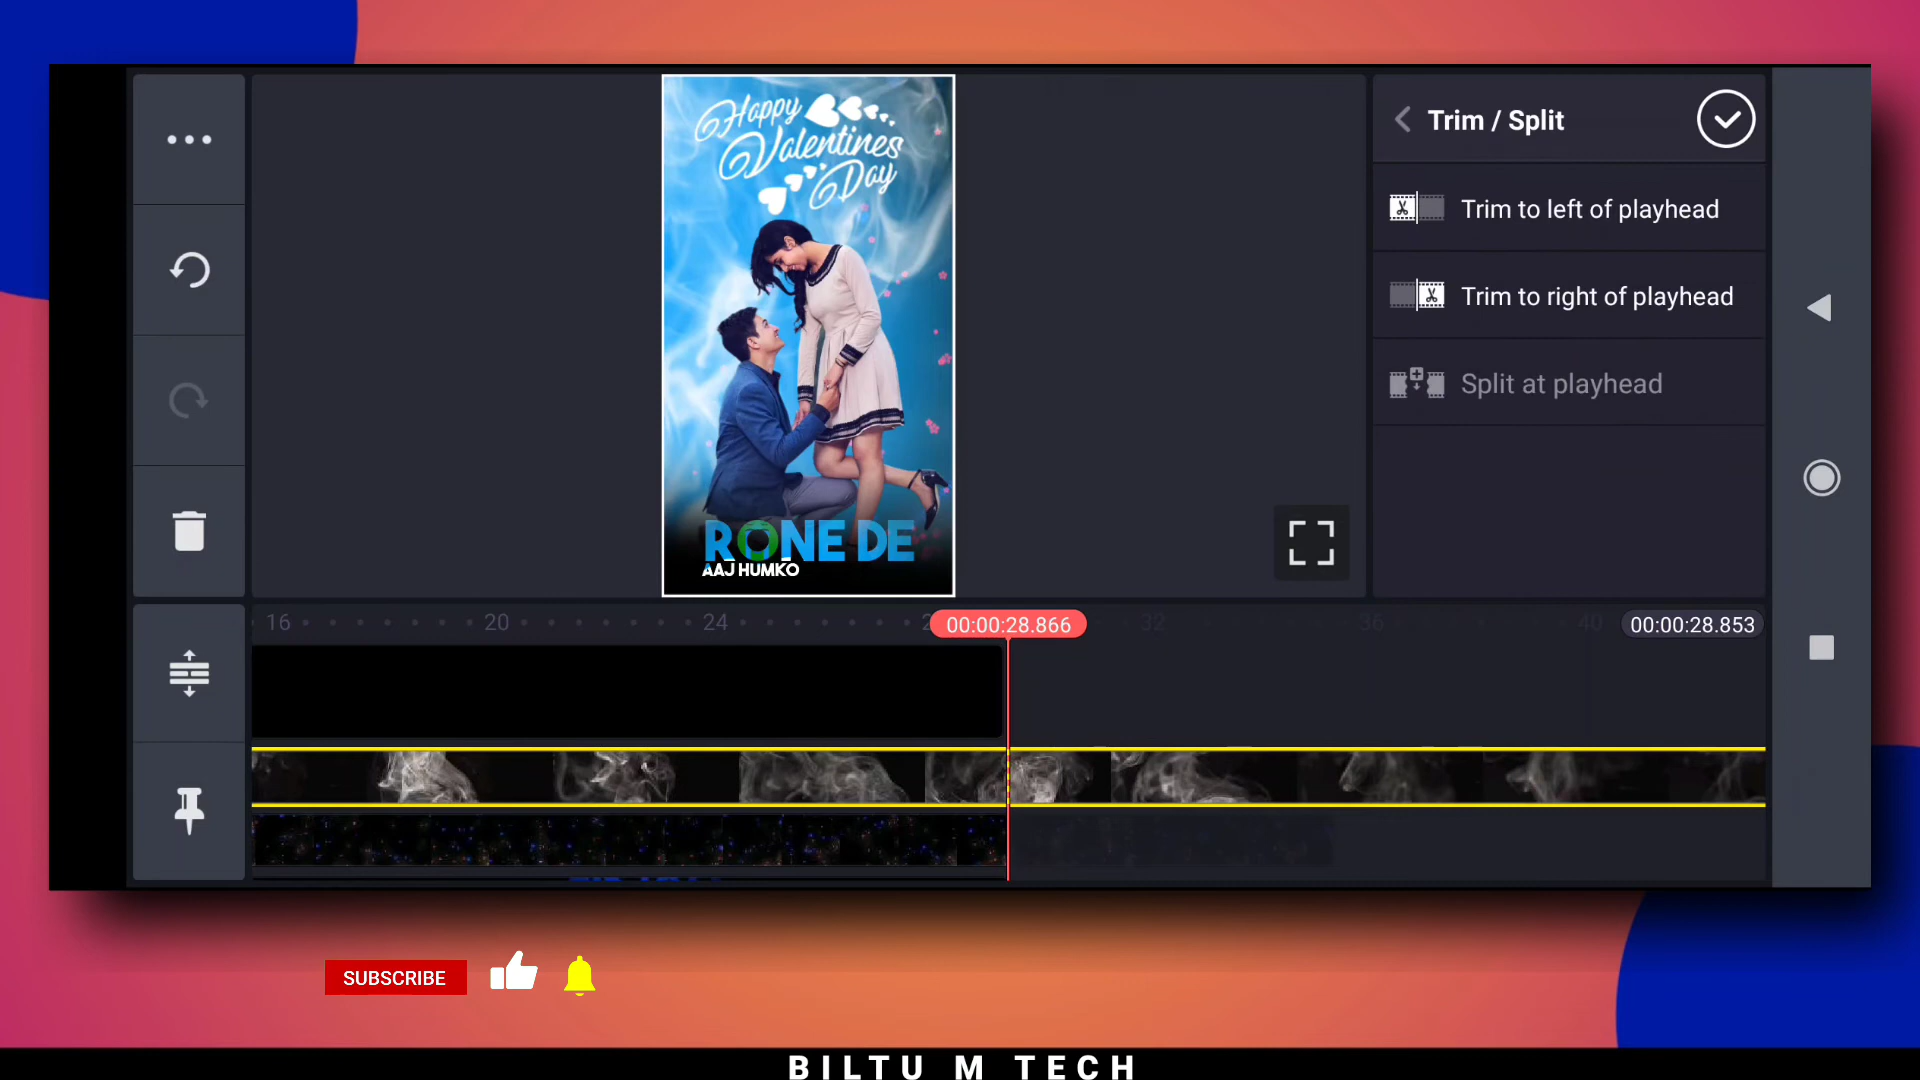 Happy
Valentines
Day
RONE DE
AAJ HUMKO
Trim / Split
Trim to left of playhead
Trim to right of playhead
Split at playhead
16 20 24 32 36 40
00:00:28.866
00:00:28.853
SUBSCRIBE
BILTU M TECH